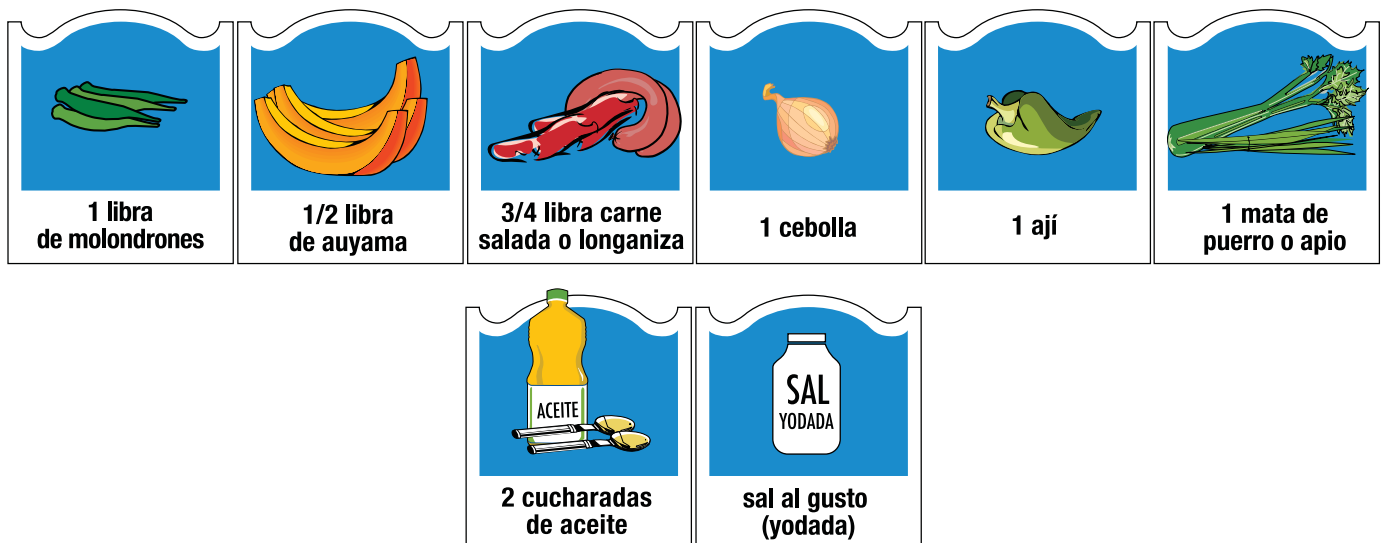 1 libra
de molondrones
1/2 libra
de auyama
3/4 libra carne
salada o longaniza
1 cebolla
1 ají
1 mata de
puerro o apio
ACEITE
2 cucharadas
de aceite
SAL
YODADA
sal al gusto
(yodada)